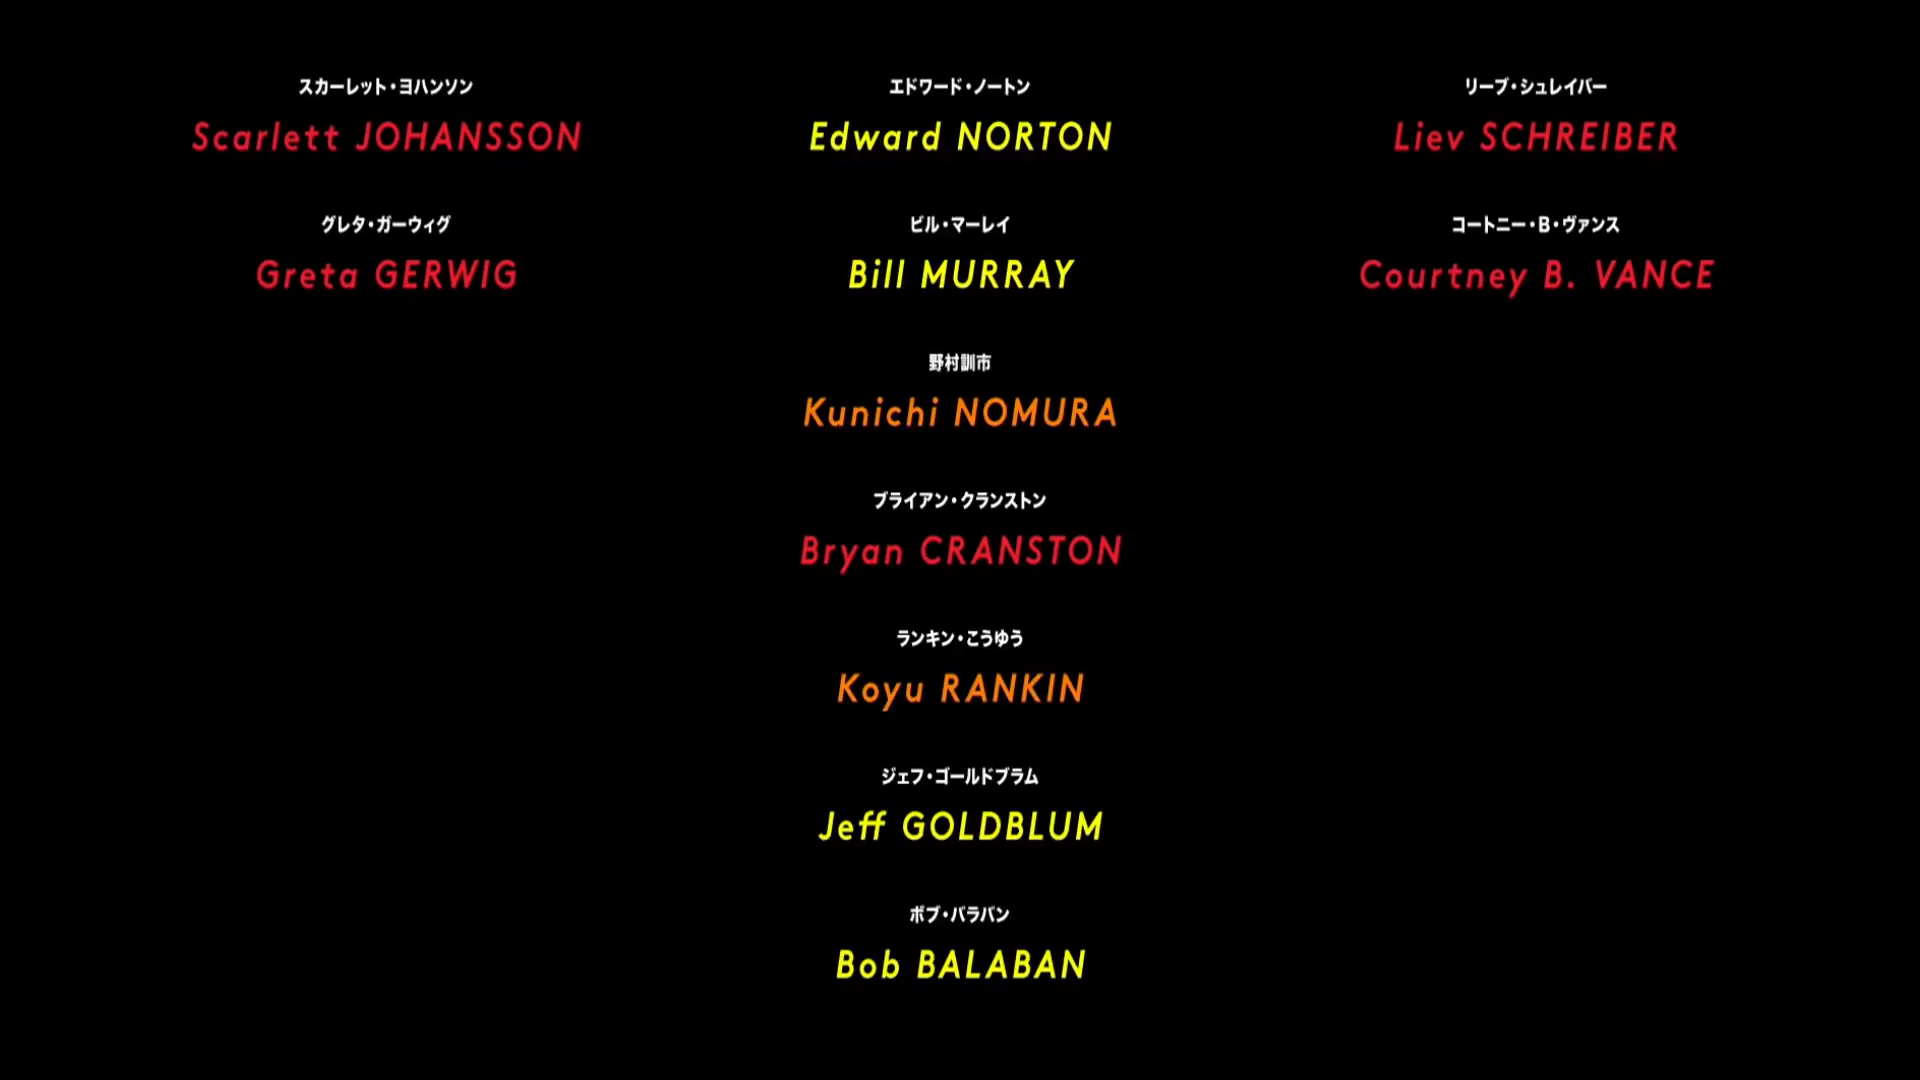 スカーレット・ヨハンソン
Scarlett JOHANSSON
グレタ・ガーウィグ
Greta GERWIG
エドワード・ノートン
Edward NORTON
ビル・マーレイ
Bill MURRAY
野村訓市
Kunichi NOMURA
ブライアン・クランストン
Bryan CRANSTON
ランキン・こうゆう
Koyu RANKIN
ジェフ・ゴールドブラム
Jeff GOLDBLUM
ボブ・バラバン
Bob BALABAN
リーブ・シュレイバー
Liev SCHREIBER
コートニー・B・ヴァンス
Courtney B. VANCE